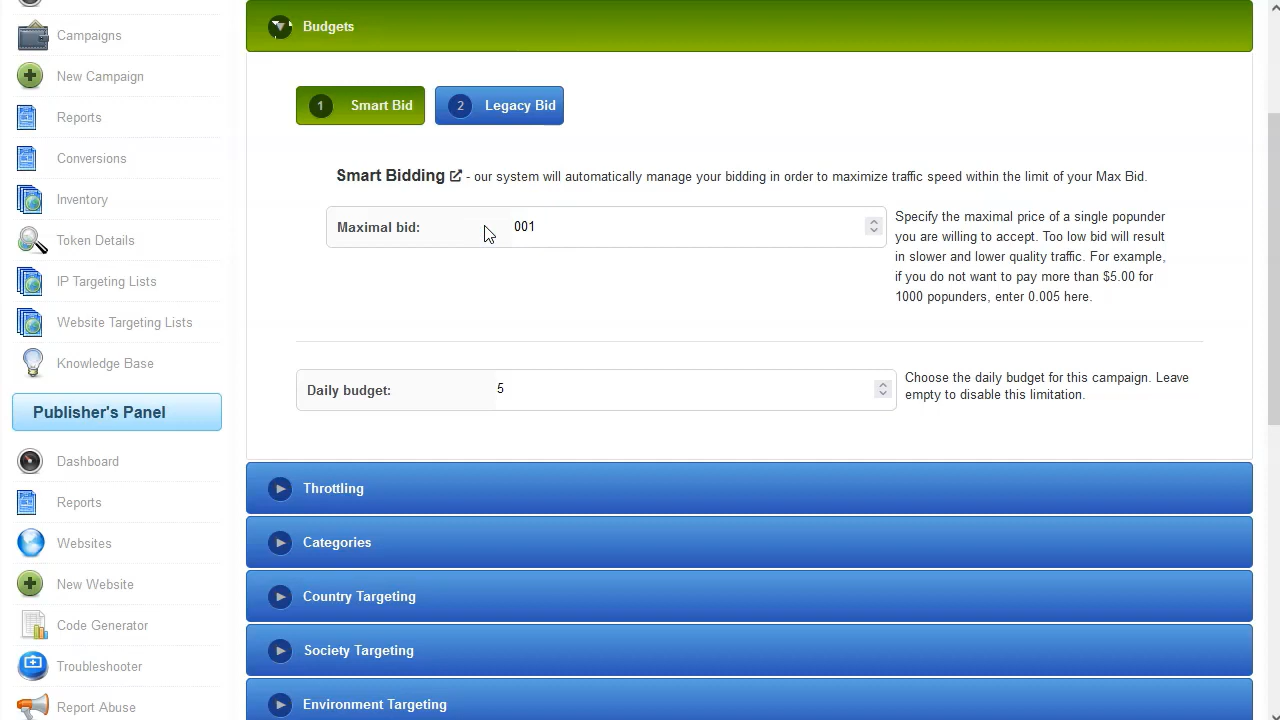 Campaigns
New Campaign
Reports
Conversions
Inventory
Token Details
IP Targeting Lists
Website Targeting Lists
Knowledge Base
Publisher's Panel
Dashboard
Reports
Websites
New Website
Code Generator
Troubleshooter
Report Abuse
Budgets
1 Smart Bid
2 Legacy Bid
Smart Bidding - our system will automatically manage your bidding in order to maximize traffic speed within the limit of your Max Bid.
Maximal bid: 001
Specify the maximal price of a single popunder
you are willing to accept. Too low bid will result
in slower and lower quality traffic. For example,
if you do not want to pay more than $5.00 for
1000 popunders, enter 0.005 here.
Daily budget: 5
Choose the daily budget for this campaign. Leave
empty to disable this limitation.
Throttling
Categories
Country Targeting
Society Targeting
Environment Targeting